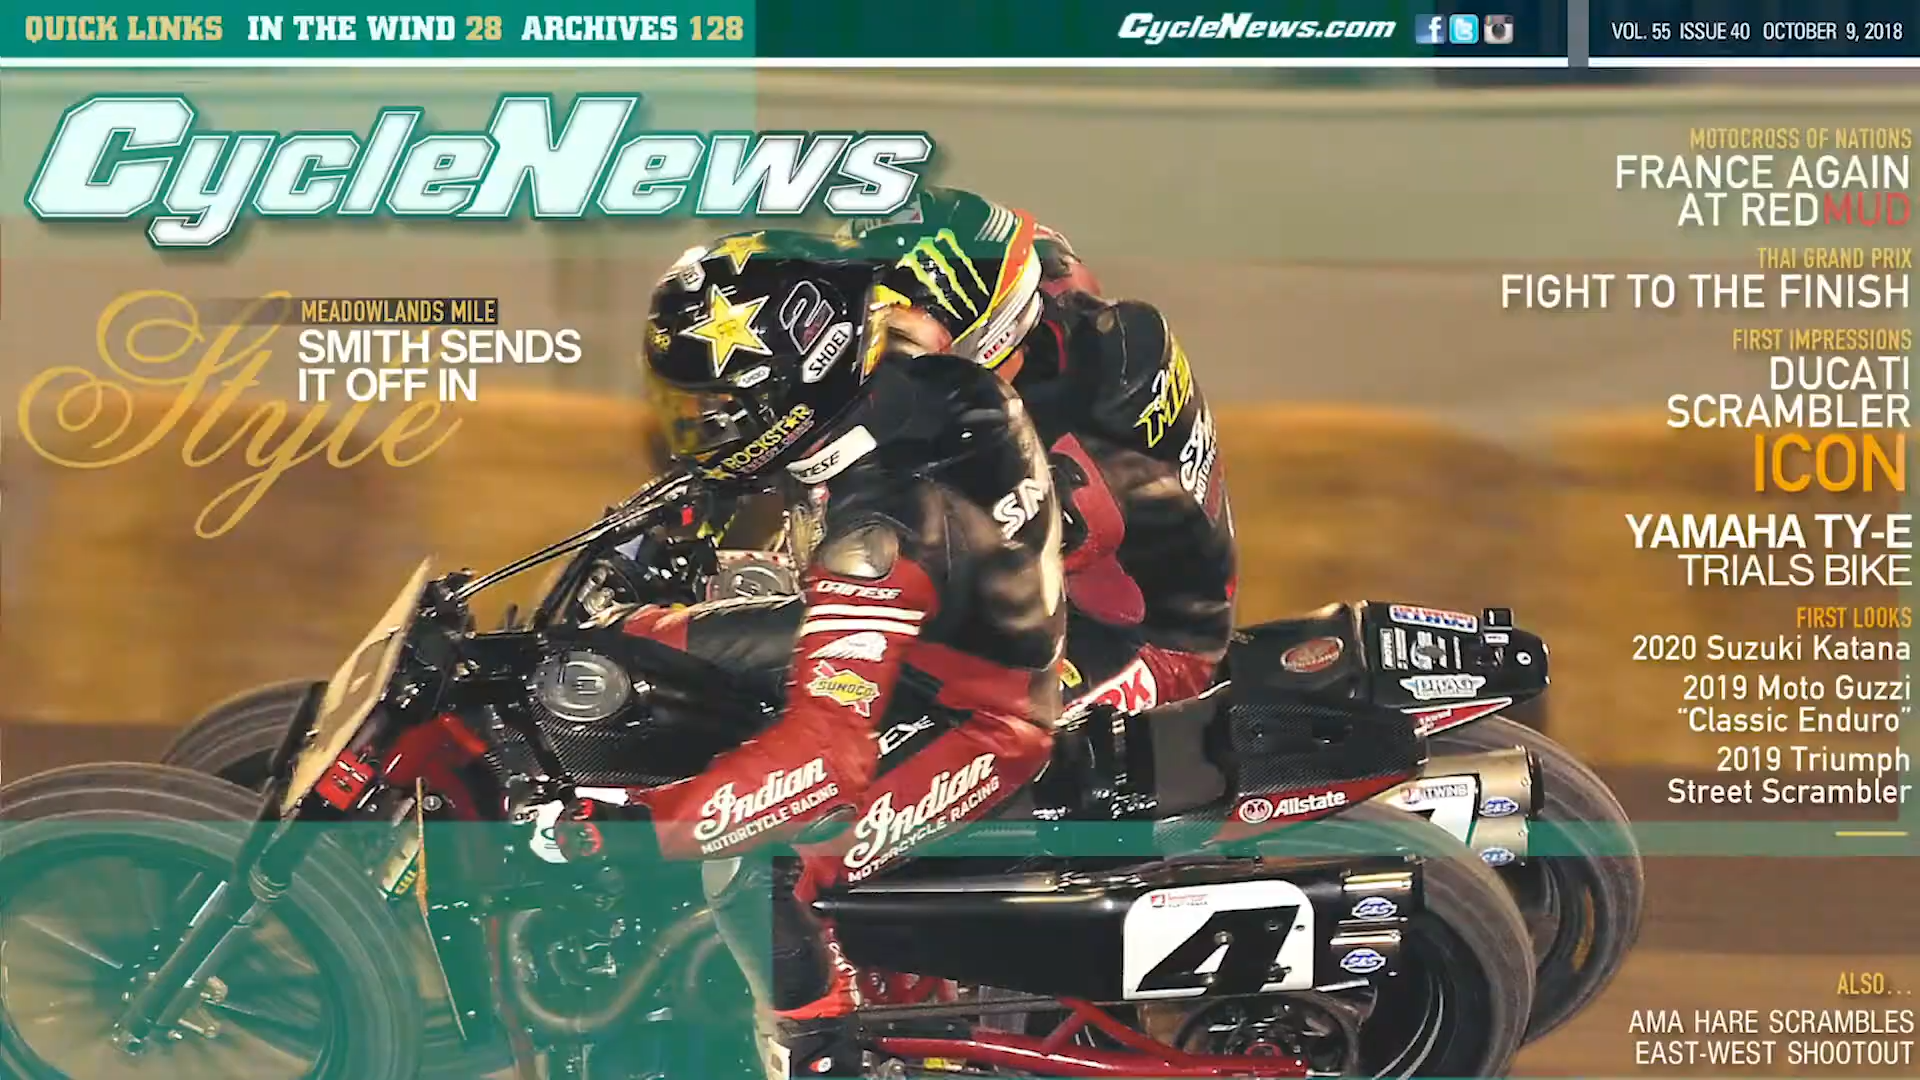 QUICK LINKS IN THE WIND 28 ARCHIVES 128
CycleNews.com
VOL. 55 ISSUE 40 OCTOBER 9, 2018
CycleNews
MEADOWLANDS MILE
SMITH SENDS
IT OFF IN
Style
MOTOCROSS OF NATIONS
FRANCE AGAIN
AT REDMUD
THAI GRAND PRIX
FIGHT TO THE FINISH
FIRST IMPRESSIONS
DUCATI
SCRAMBLER
ICON
YAMAHA TY-E
TRIALS BIKE
FIRST LOOKS
2020 Suzuki Katana
2019 Moto Guzzi
“Classic Enduro”
2019 Triumph
Street Scrambler
ALSO...
AMA HARE SCRAMBLES
EAST-WEST SHOOTOUT
2
SHOEI
BELL
ROCKSTAR
DAINESE
SUNOCO
Indian
MOTORCYCLE RACING
Indian
MOTORCYCLE RACING
Allstate
TWINS
S&S
S&S
4
S&S
S&S